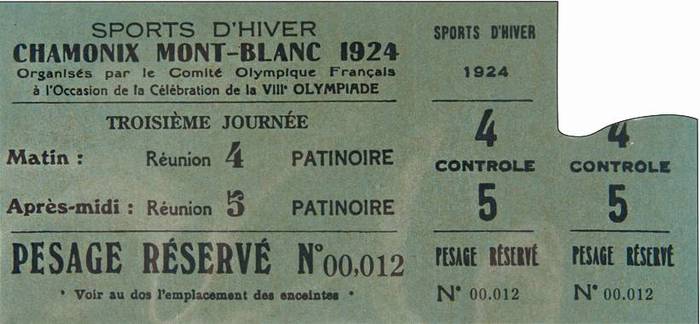 SPORTS D'HIVER
CHAMONIX MONT-BLANC 1924
Organisés par le Comité Olympique Français
à l'Occasion de la Célébration de la VIIIᵉ OLYMPIADE
TROISIÈME JOURNÉE
Matin : Réunion 4 PATINOIRE
Après-midi : Réunion 5 PATINOIRE
PESAGE RÉSERVÉ N° 00,012
• Voir au dos l'emplacement des enceintes •
SPORTS D'HIVER
1924
4
CONTROLE
5
PESAGE RÉSERVÉ
N° 00.012
4
CONTROLE
5
PESAGE RÉSERVÉ
N° 00.012